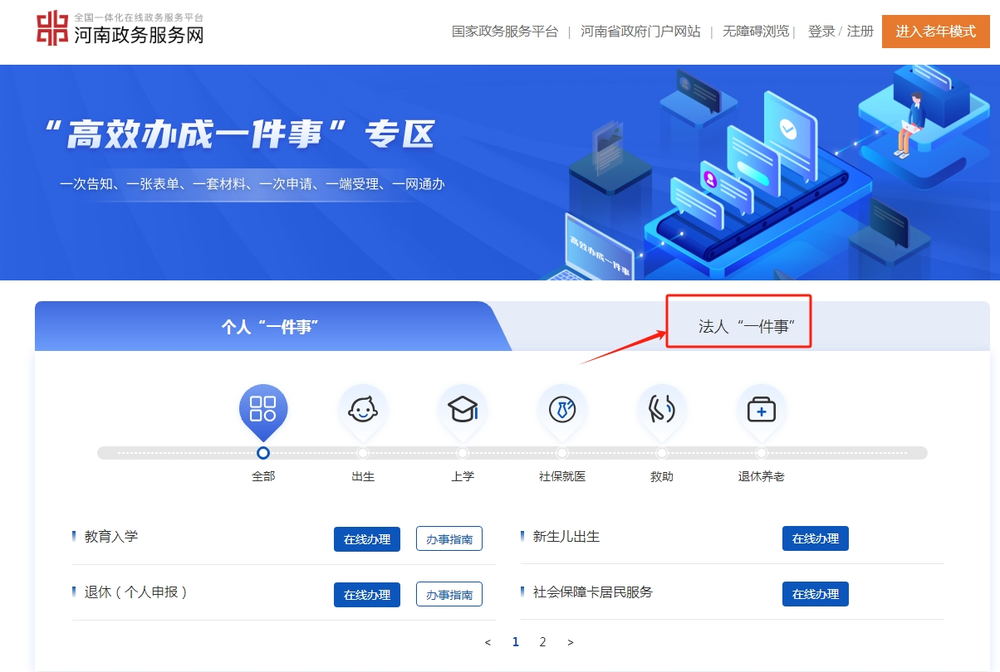 全国一体化在线政务服务平台
河南政务服务网
国家政务服务平台 | 河南省政府门户网站 | 无障碍浏览 | 登录 / 注册 进入老年模式
“高效办成一件事”专区
一次告知、一张表单、一套材料、一次申请、一端受理、一网通办
高效办成一件事
个人“一件事” 法人“一件事”
全部 出生 上学 社保就医 救助 退休养老
教育入学 在线办理 办事指南 新生儿出生 在线办理
退休（个人申报） 在线办理 办事指南 社会保障卡居民服务 在线办理
< 1 2 >